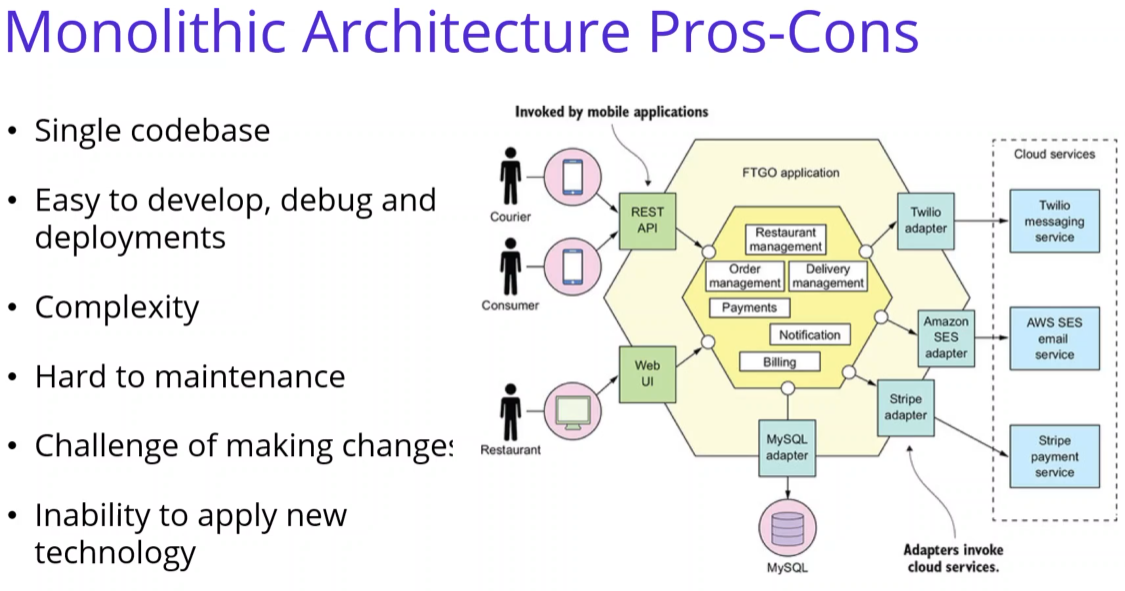 Monolithic Architecture Pros-Cons
• Single codebase
• Easy to develop, debug and
deployments
• Complexity
• Hard to maintenance
• Challenge of making changes
• Inability to apply new
technology
Invoked by mobile applications
Courier
Consumer
Restaurant
REST
API
Web
UI
FTGO application
Restaurant
management
Order
management
Delivery
management
Payments
Notification
Billing
Twilio
adapter
Amazon
SES
adapter
Stripe
adapter
MySQL
adapter
MySQL
Cloud services
Twilio
messaging
service
AWS SES
email
service
Stripe
payment
service
Adapters invoke
cloud services.